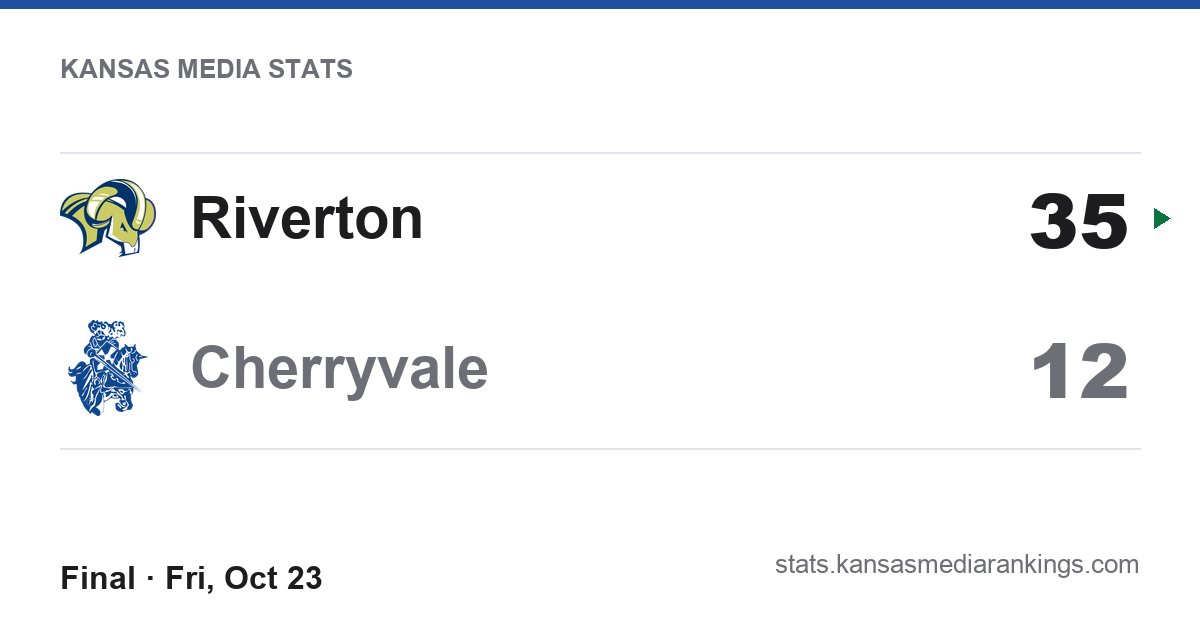 KANSAS MEDIA STATS
Riverton 35
Cherryvale 12
Final · Fri, Oct 23
stats.kansasmediarankings.com